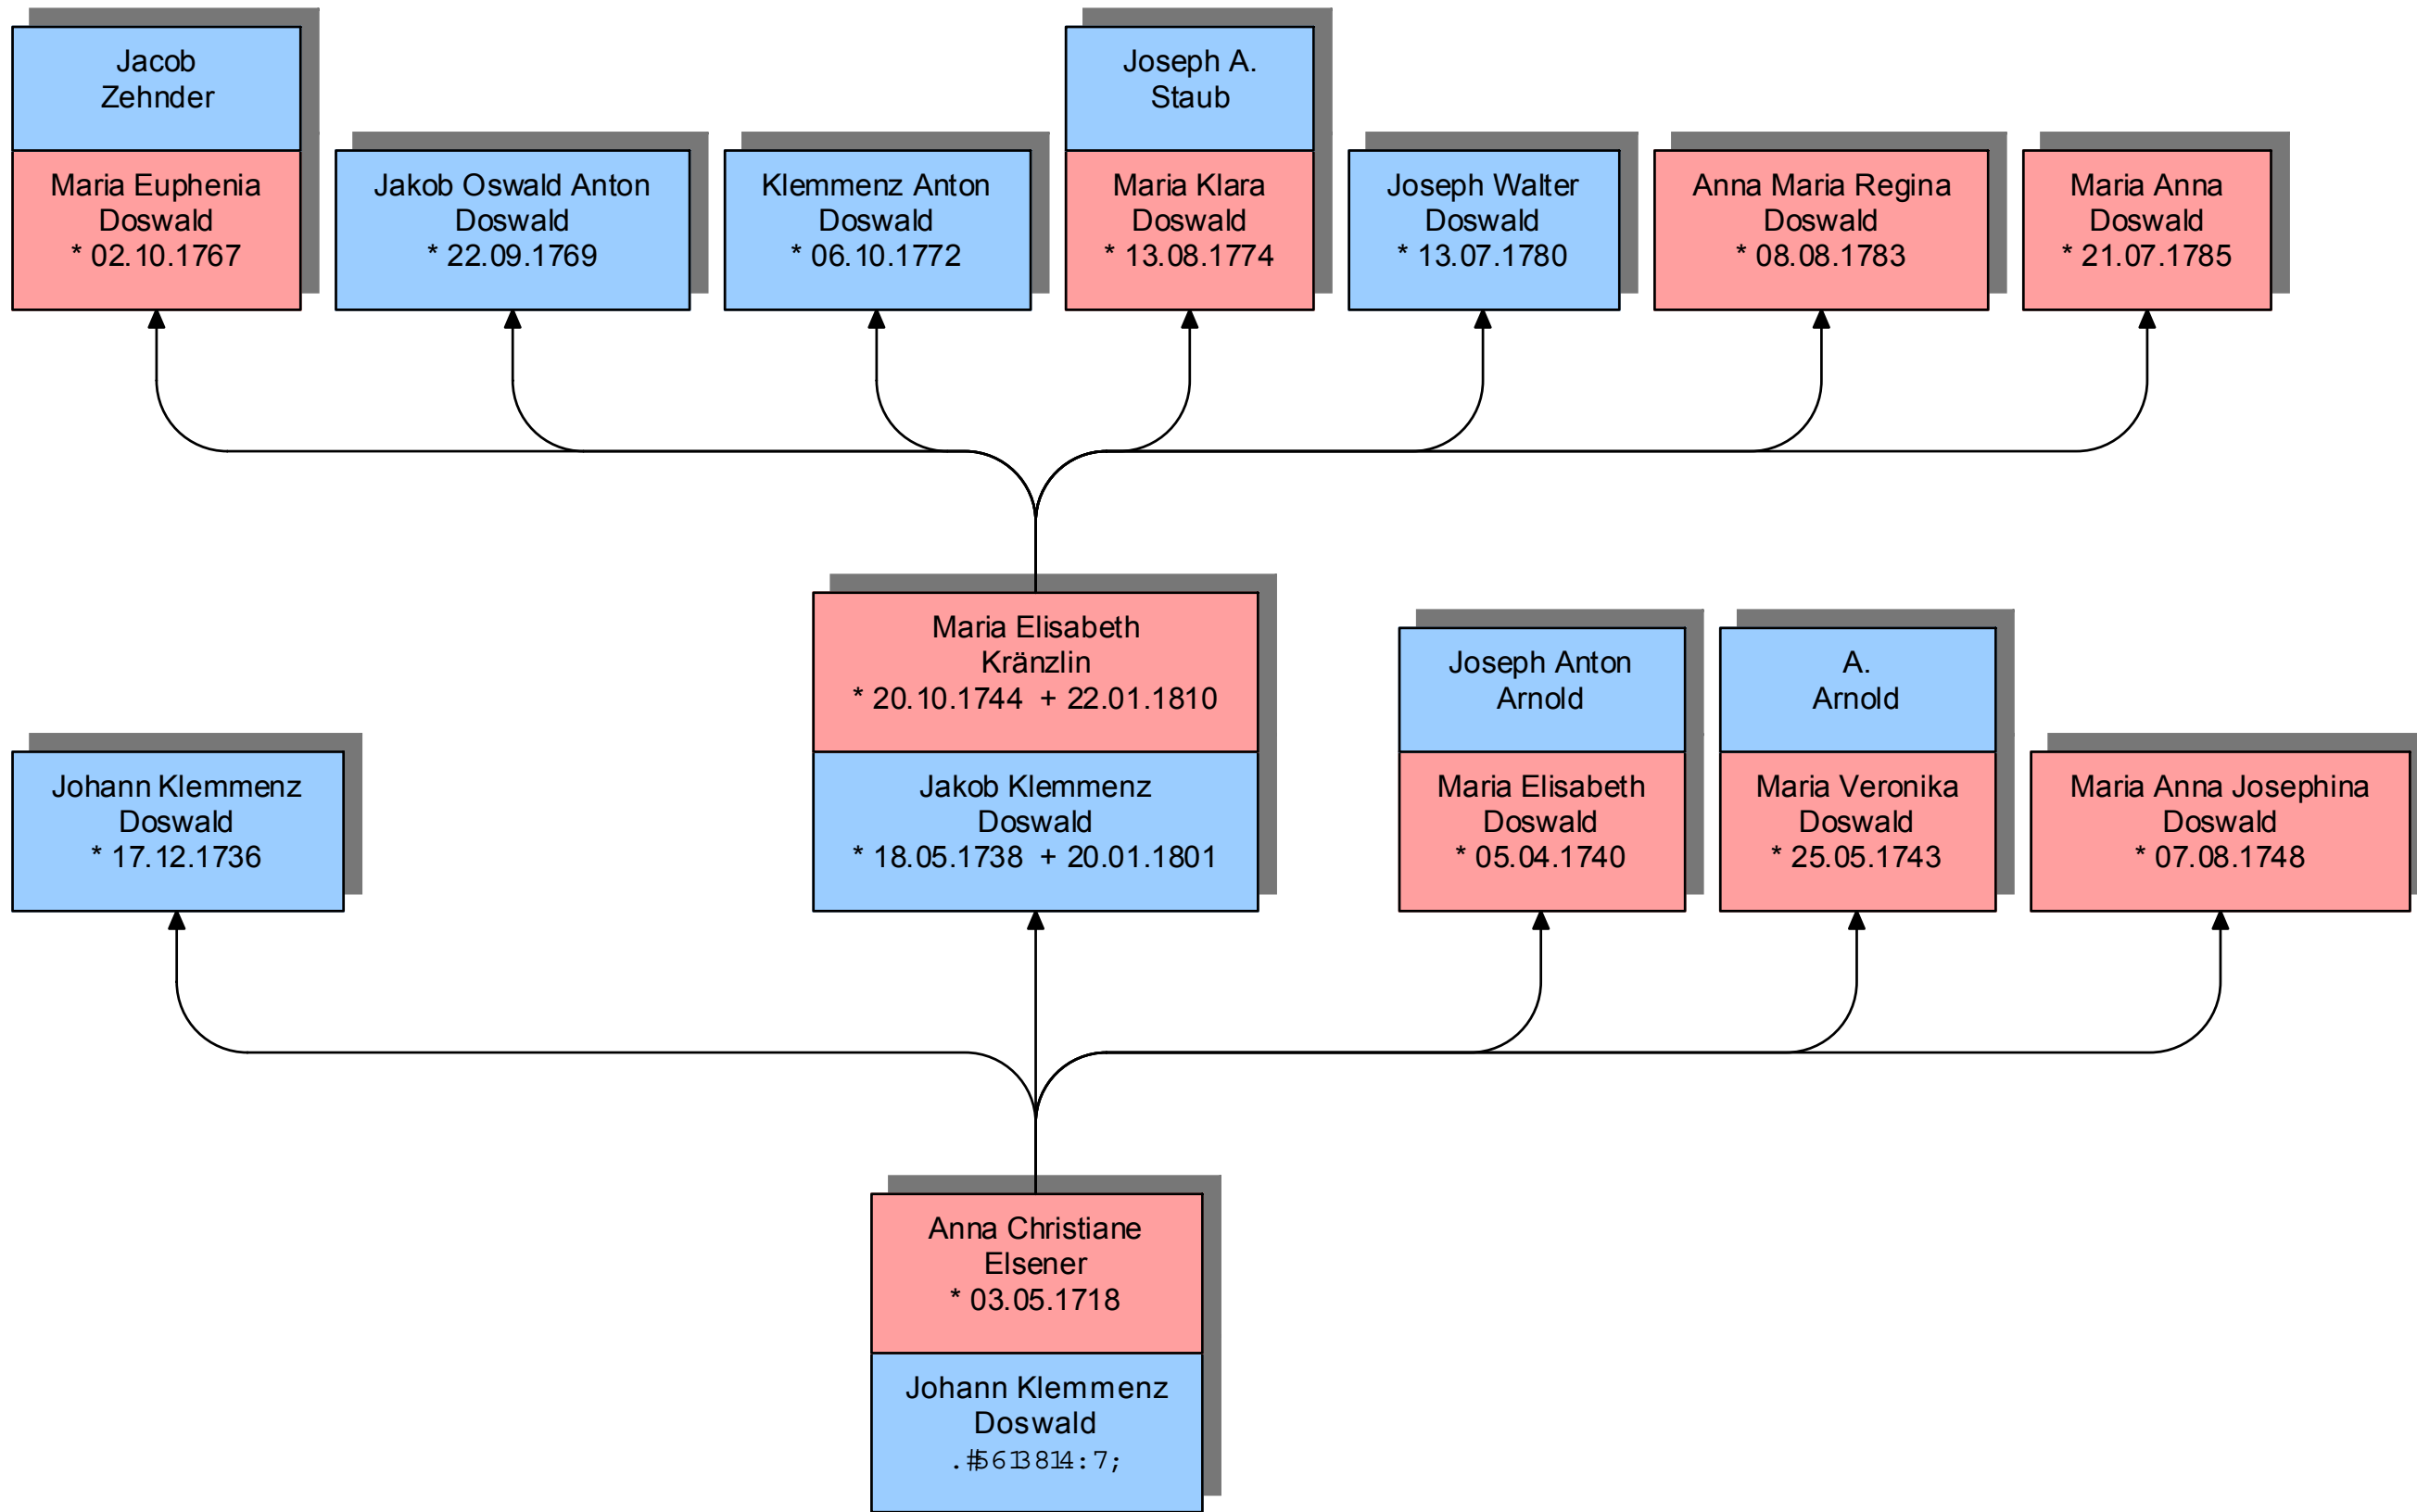 Jacob
Zehnder
Maria Euphenia
Doswald
* 02.10.1767
Jakob Oswald Anton
Doswald
* 22.09.1769
Klemmenz Anton
Doswald
* 06.10.1772
Joseph A.
Staub
Maria Klara
Doswald
* 13.08.1774
Joseph Walter
Doswald
* 13.07.1780
Anna Maria Regina
Doswald
* 08.08.1783
Maria Anna
Doswald
* 21.07.1785
Johann Klemmenz
Doswald
* 17.12.1736
Maria Elisabeth
Kränzlin
* 20.10.1744 + 22.01.1810
Jakob Klemmenz
Doswald
* 18.05.1738 + 20.01.1801
Joseph Anton
Arnold
Maria Elisabeth
Doswald
* 05.04.1740
A.
Arnold
Maria Veronika
Doswald
* 25.05.1743
Maria Anna Josephina
Doswald
* 07.08.1748
Anna Christiane
Elsener
* 03.05.1718
Johann Klemmenz
Doswald
.#5613814:7;